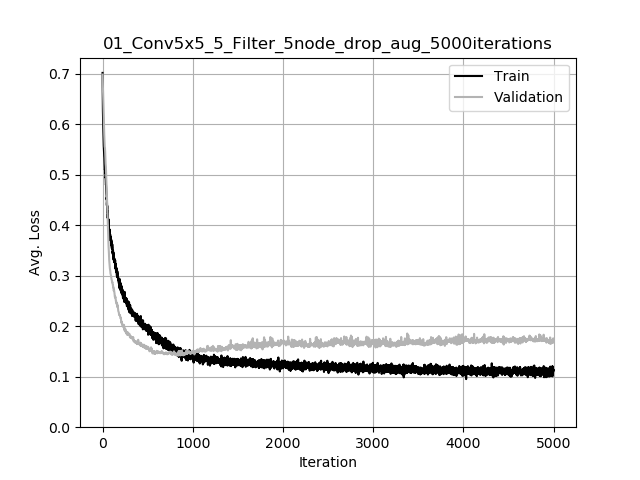 01_Conv5x5_5_Filter_5node_drop_aug_5000iterations
Train
Validation
0.7
0.6
0.5
0.4
0.3
0.2
0.1
0.0
Avg. Loss
0
1000
2000
3000
4000
5000
Iteration